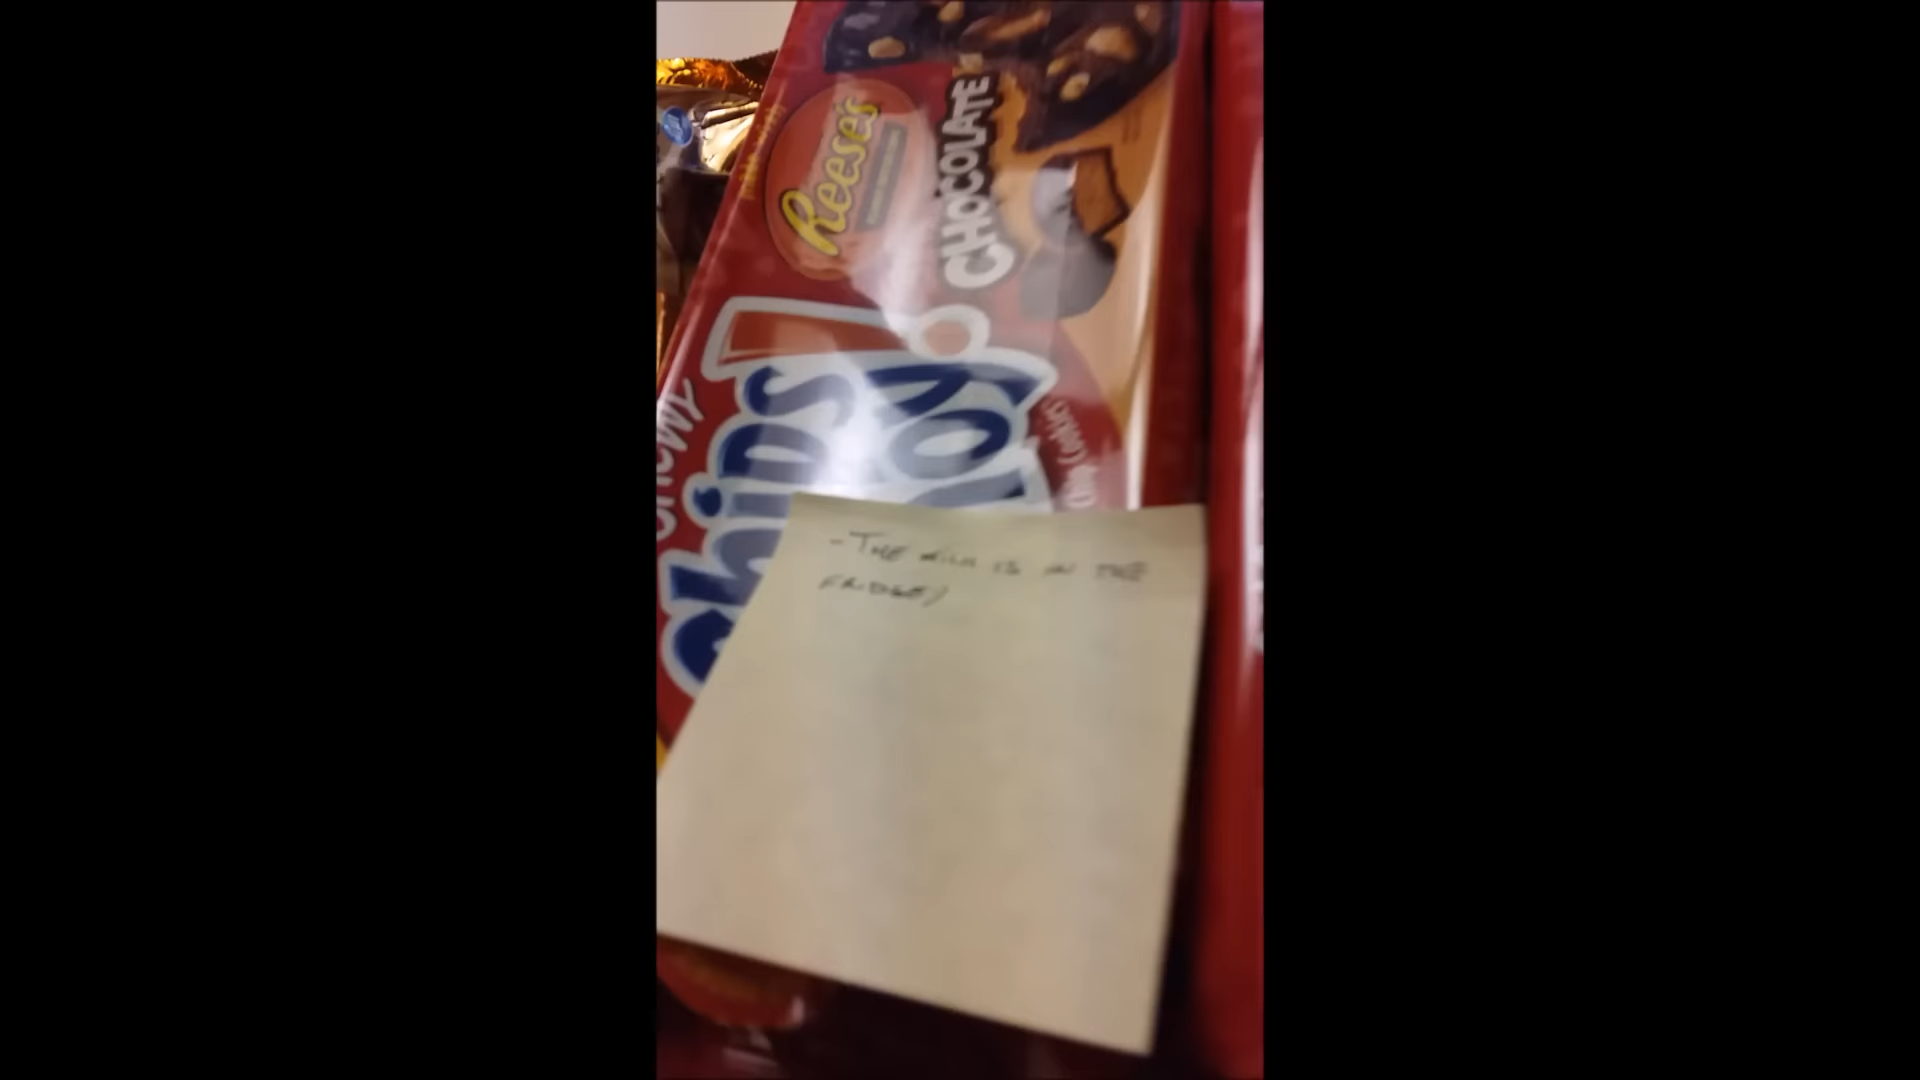 Reese's
CHOCOLATE
CHEWY
Chips
Ahoy!
- THE MILK IS IN THE
FRIDGE)